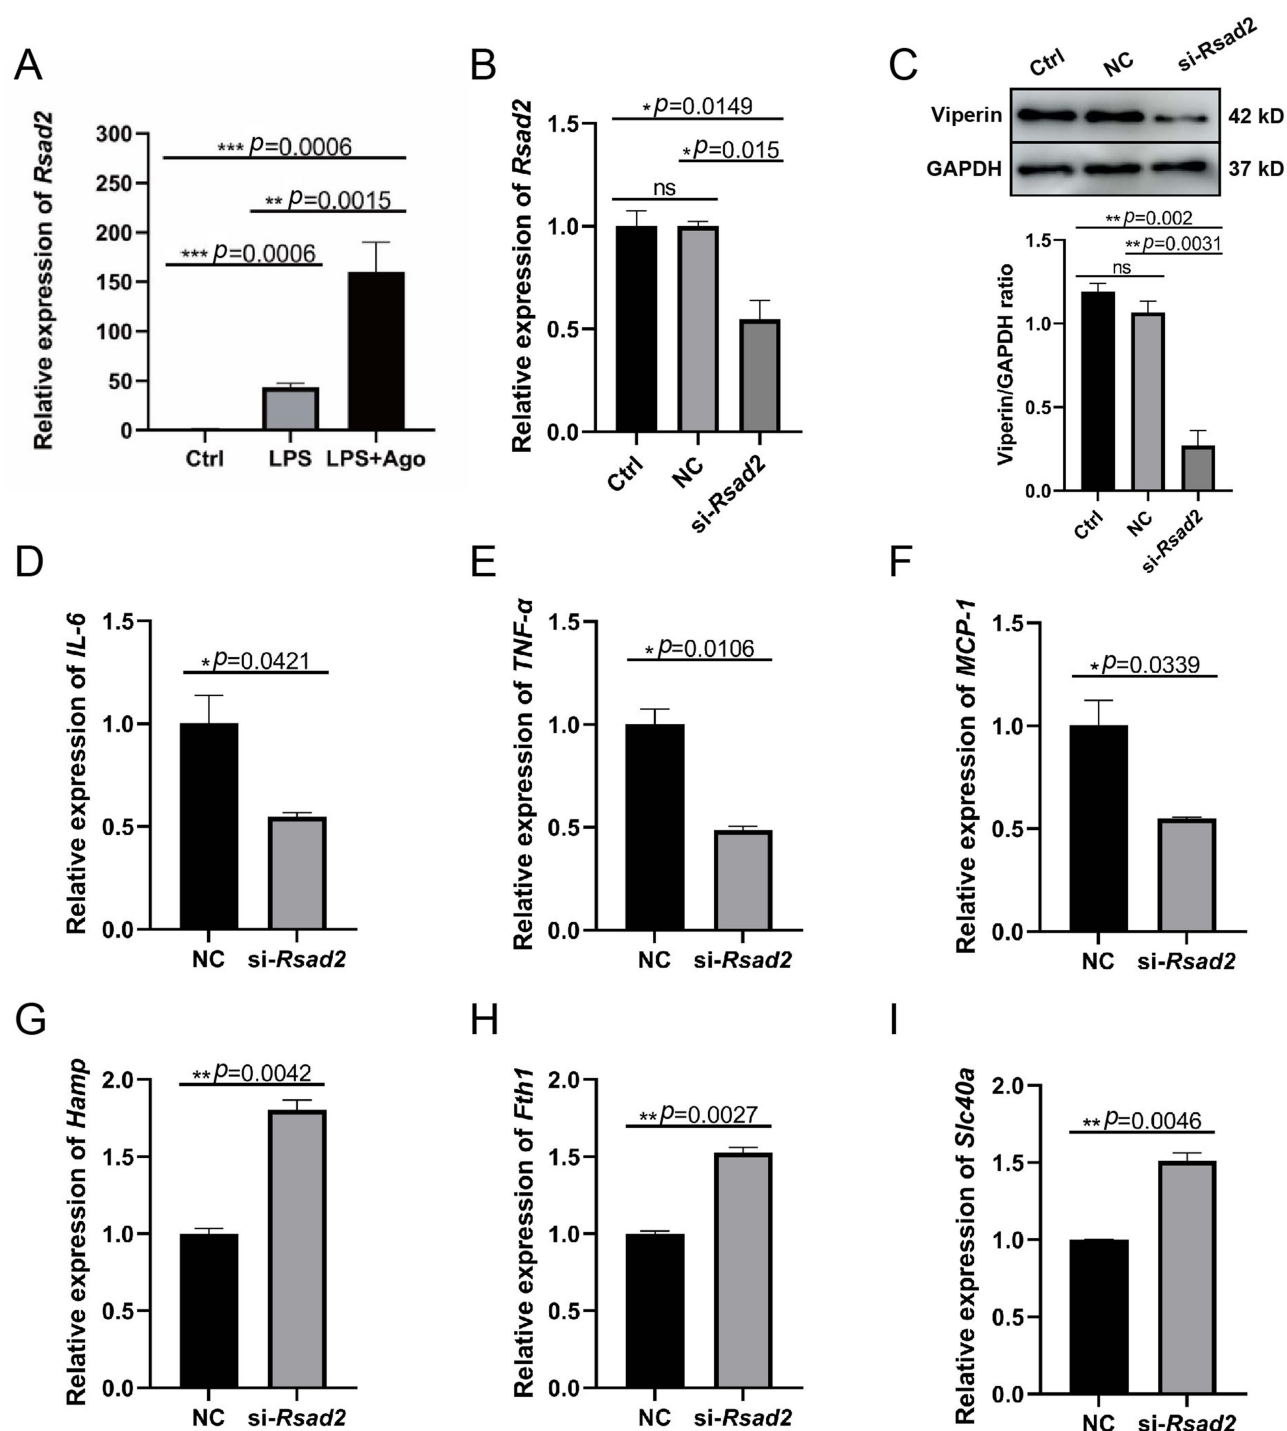 A
Relative expression of Rsad2
300
250
200
150
100
50
0
*** p=0.0006
** p=0.0015
*** p=0.0006
Ctrl LPS LPS+Ago
B
Relative expression of Rsad2
1.5
1.0
0.5
0.0
* p=0.0149
* p=0.015
ns
Ctrl NC si-Rsad2
C
Ctrl NC si-Rsad2
Viperin 42 kD
GAPDH 37 kD
Viperin/GAPDH ratio
1.5
1.0
0.5
0.0
** p=0.002
** p=0.0031
ns
Ctrl NC si-Rsad2
D
Relative expression of IL-6
1.5
1.0
0.5
0.0
* p=0.0421
NC si-Rsad2
E
Relative expression of TNF-α
1.5
1.0
0.5
0.0
* p=0.0106
NC si-Rsad2
F
Relative expression of MCP-1
1.5
1.0
0.5
0.0
* p=0.0339
NC si-Rsad2
G
Relative expression of Hamp
2.0
1.5
1.0
0.5
0.0
** p=0.0042
NC si-Rsad2
H
Relative expression of Fth1
2.0
1.5
1.0
0.5
0.0
** p=0.0027
NC si-Rsad2
I
Relative expression of Slc40a
2.0
1.5
1.0
0.5
0.0
** p=0.0046
NC si-Rsad2